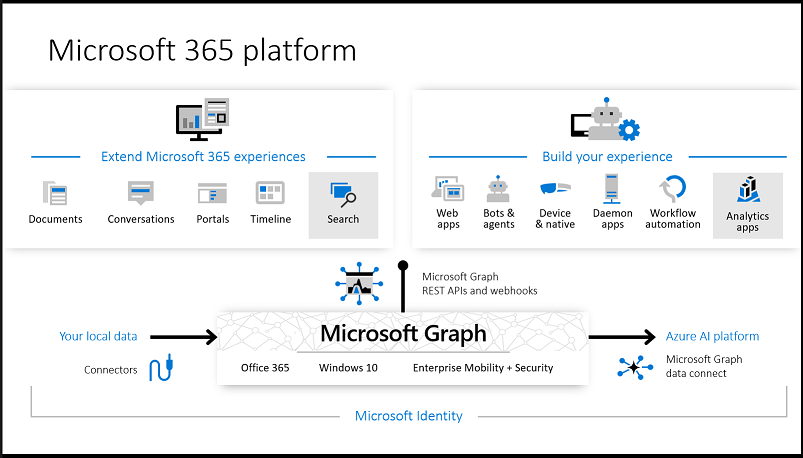 Microsoft 365 platform
Extend Microsoft 365 experiences
Documents
Conversations
Portals
Timeline
Search
Build your experience
Web
apps
Bots &
agents
Device
& native
Daemon
apps
Workflow
automation
Analytics
apps
Microsoft Graph
REST APIs and webhooks
Your local data
Connectors
Microsoft Graph
Office 365
Windows 10
Enterprise Mobility + Security
Azure AI platform
Microsoft Graph
data connect
Microsoft Identity